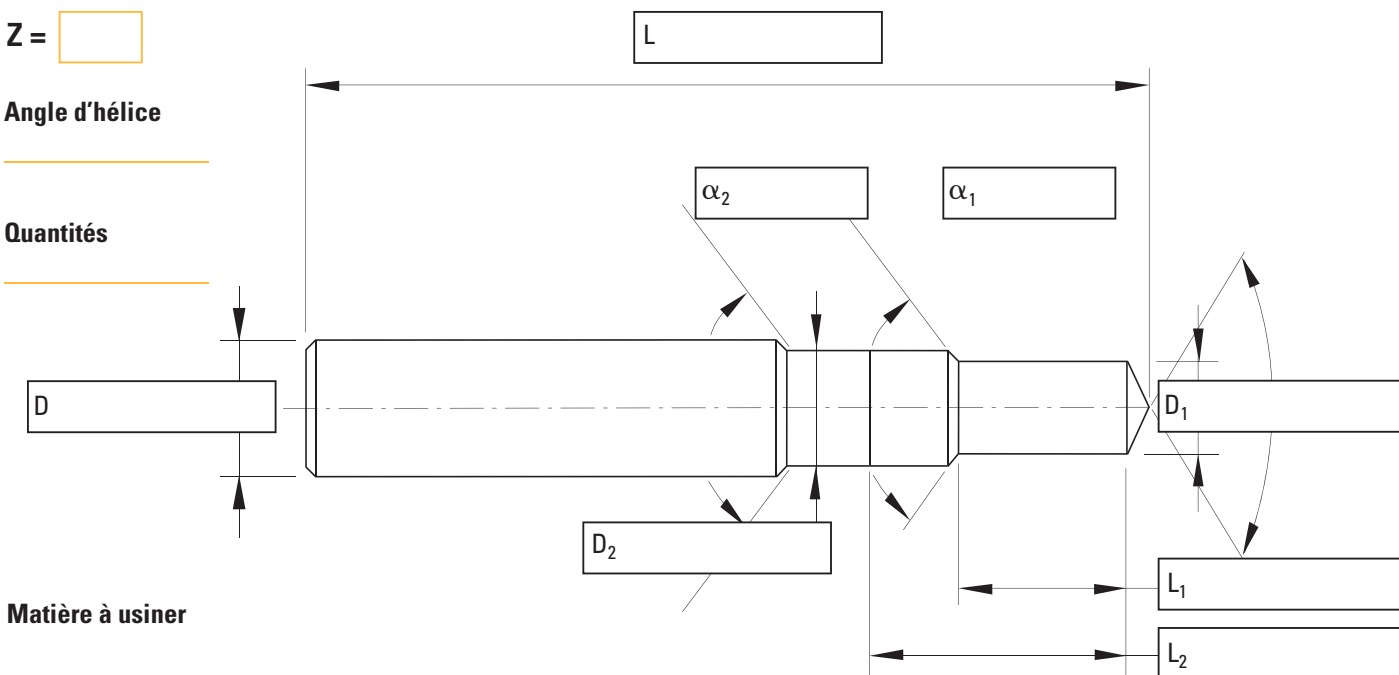 Z =
L
Angle d'hélice
α₂
α₁
Quantités
D
D₁
D₂
L₁
Matière à usiner
L₂